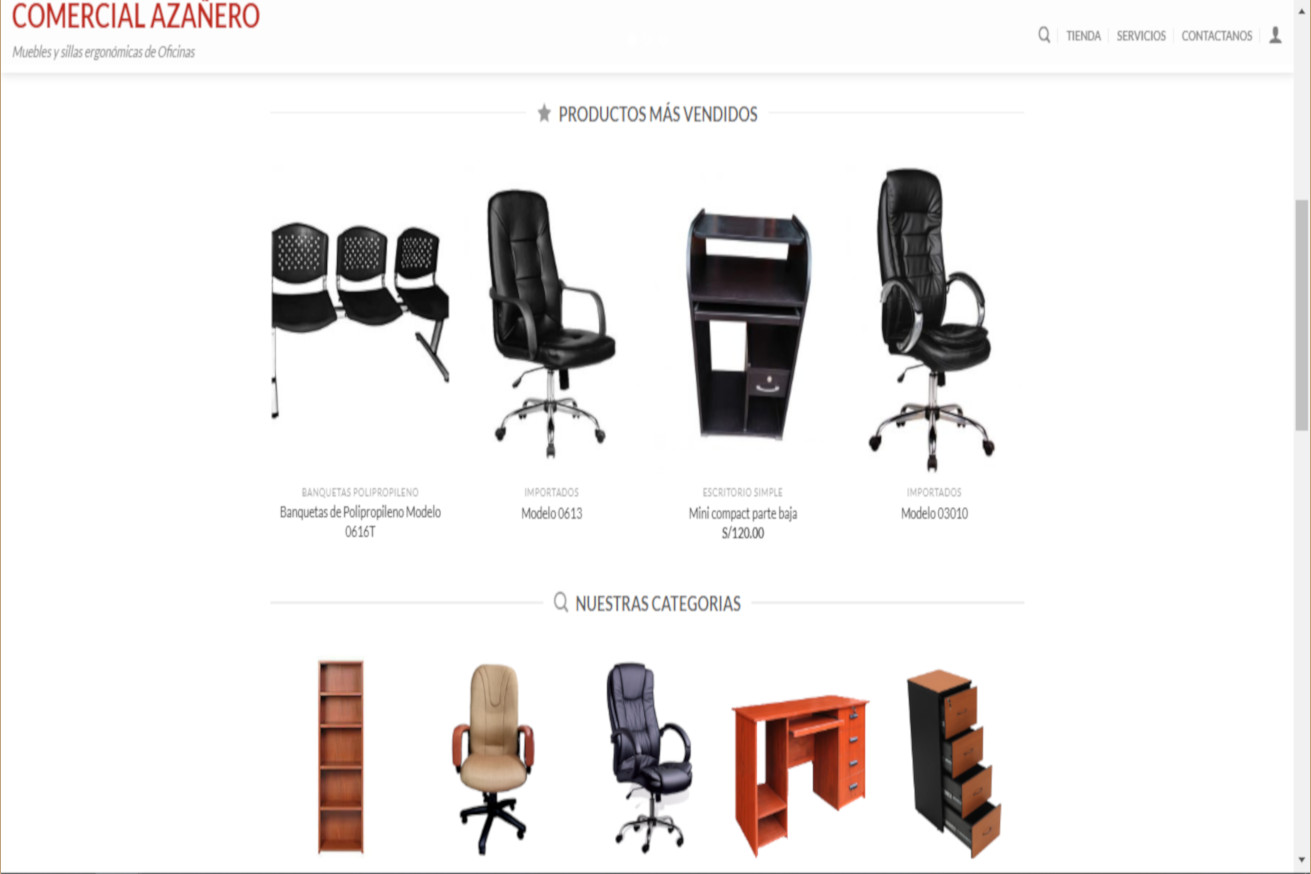 COMERCIAL AZAÑERO
Muebles y sillas ergonómicas de Oficinas
TIENDA
SERVICIOS
CONTACTANOS
PRODUCTOS MÁS VENDIDOS
BANQUETAS POLIPROPILENO
Banquetas de Polipropileno Modelo
0616T
IMPORTADOS
Modelo 0613
ESCRITORIO SIMPLE
Mini compact parte baja
S/120.00
IMPORTADOS
Modelo 03010
NUESTRAS CATEGORIAS